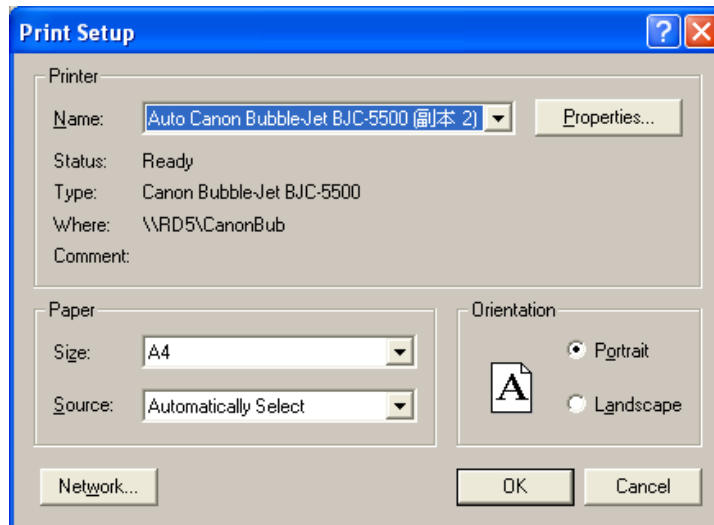 Print Setup
Printer
Name: Auto Canon Bubble-Jet BJC-5500 (副本 2) Properties...
Status: Ready
Type: Canon Bubble-Jet BJC-5500
Where: \\RD5\CanonBub
Comment:
Paper
Size: A4
Source: Automatically Select
Orientation
A
Portrait
Landscape
Network... OK Cancel